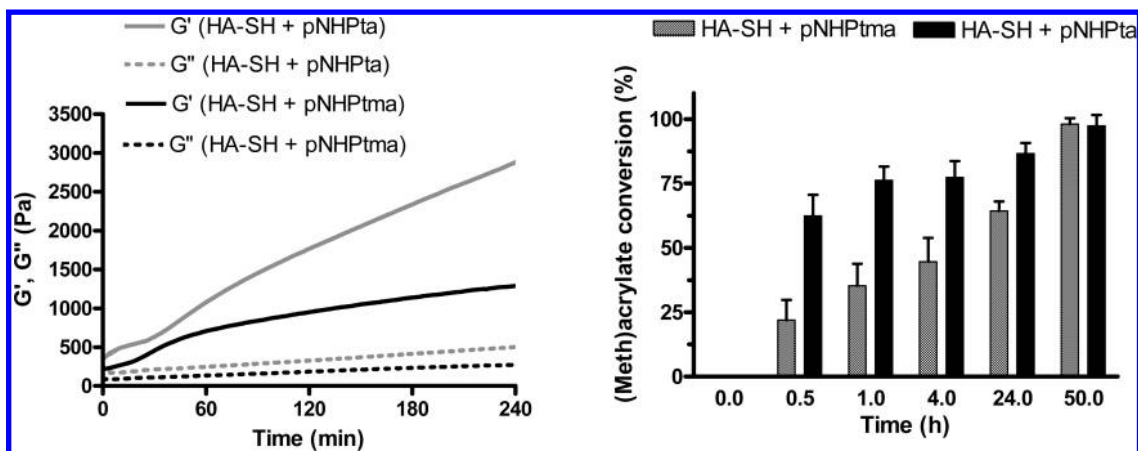 G' (HA-SH + pNHPta)
G'' (HA-SH + pNHPta)
G' (HA-SH + pNHPtma)
G'' (HA-SH + pNHPtma)
G', G'' (Pa)
3500
3000
2500
2000
1500
1000
500
0
0 60 120 180 240
Time (min)
HA-SH + pNHPtma HA-SH + pNHPta
(Meth)acrylate conversion (%)
100
75
50
25
0
0.0 0.5 1.0 4.0 24.0 50.0
Time (h)